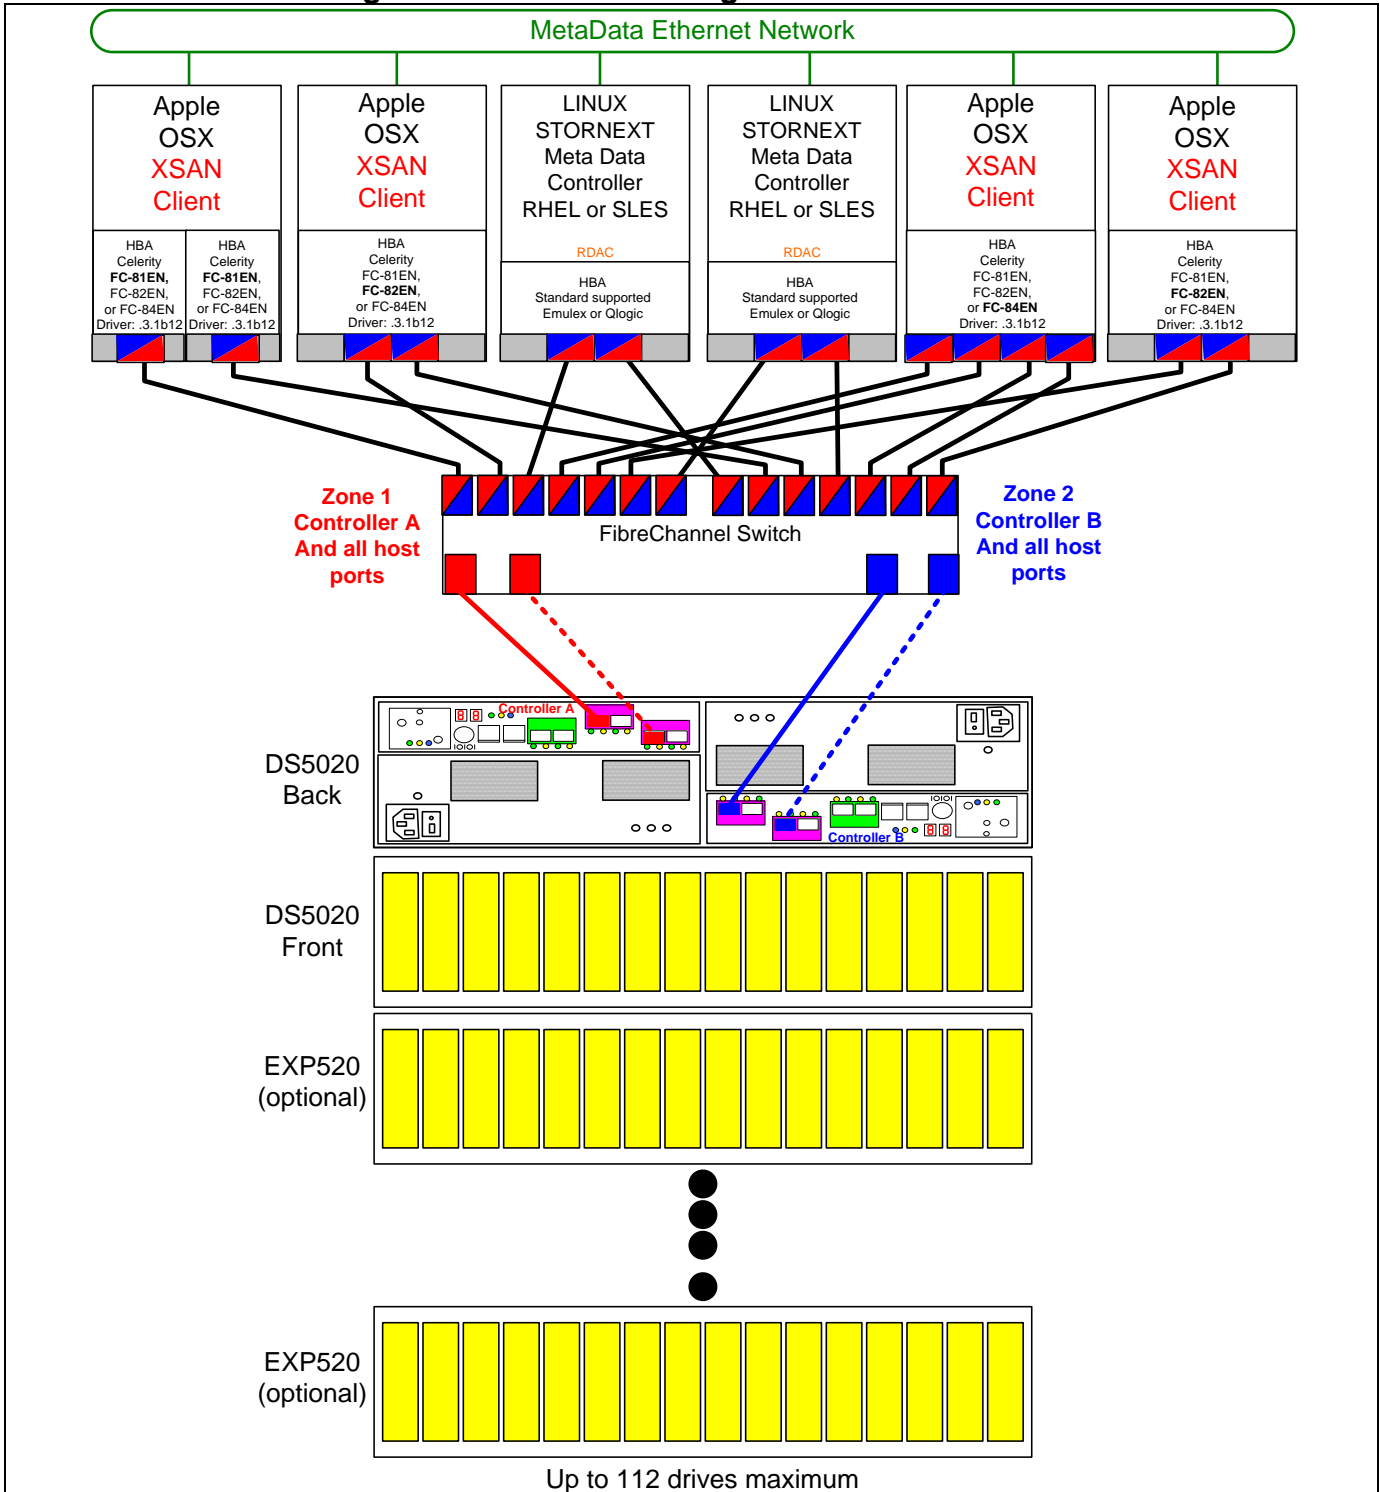 MetaData Ethernet Network
Apple
OSX
XSAN
Client
HBA
Celerity
FC-81EN,
FC-82EN,
or FC-84EN
Driver: .3.1b12
HBA
Celerity
FC-81EN,
FC-82EN,
or FC-84EN
Driver: .3.1b12
Apple
OSX
XSAN
Client
HBA
Celerity
FC-81EN,
FC-82EN,
or FC-84EN
Driver: .3.1b12
LINUX
STORNEXT
Meta Data
Controller
RHEL or SLES
RDAC
HBA
Standard supported
Emulex or Qlogic
LINUX
STORNEXT
Meta Data
Controller
RHEL or SLES
RDAC
HBA
Standard supported
Emulex or Qlogic
Apple
OSX
XSAN
Client
HBA
Celerity
FC-81EN,
FC-82EN,
or FC-84EN
Driver: .3.1b12
Apple
OSX
XSAN
Client
HBA
Celerity
FC-81EN,
FC-82EN,
or FC-84EN
Driver: .3.1b12
Zone 1
Controller A
And all host
ports
FibreChannel Switch
Zone 2
Controller B
And all host
ports
DS5020
Back
8 8
Controller A
Controller B
8 8
DS5020
Front
EXP520
(optional)
EXP520
(optional)
Up to 112 drives maximum